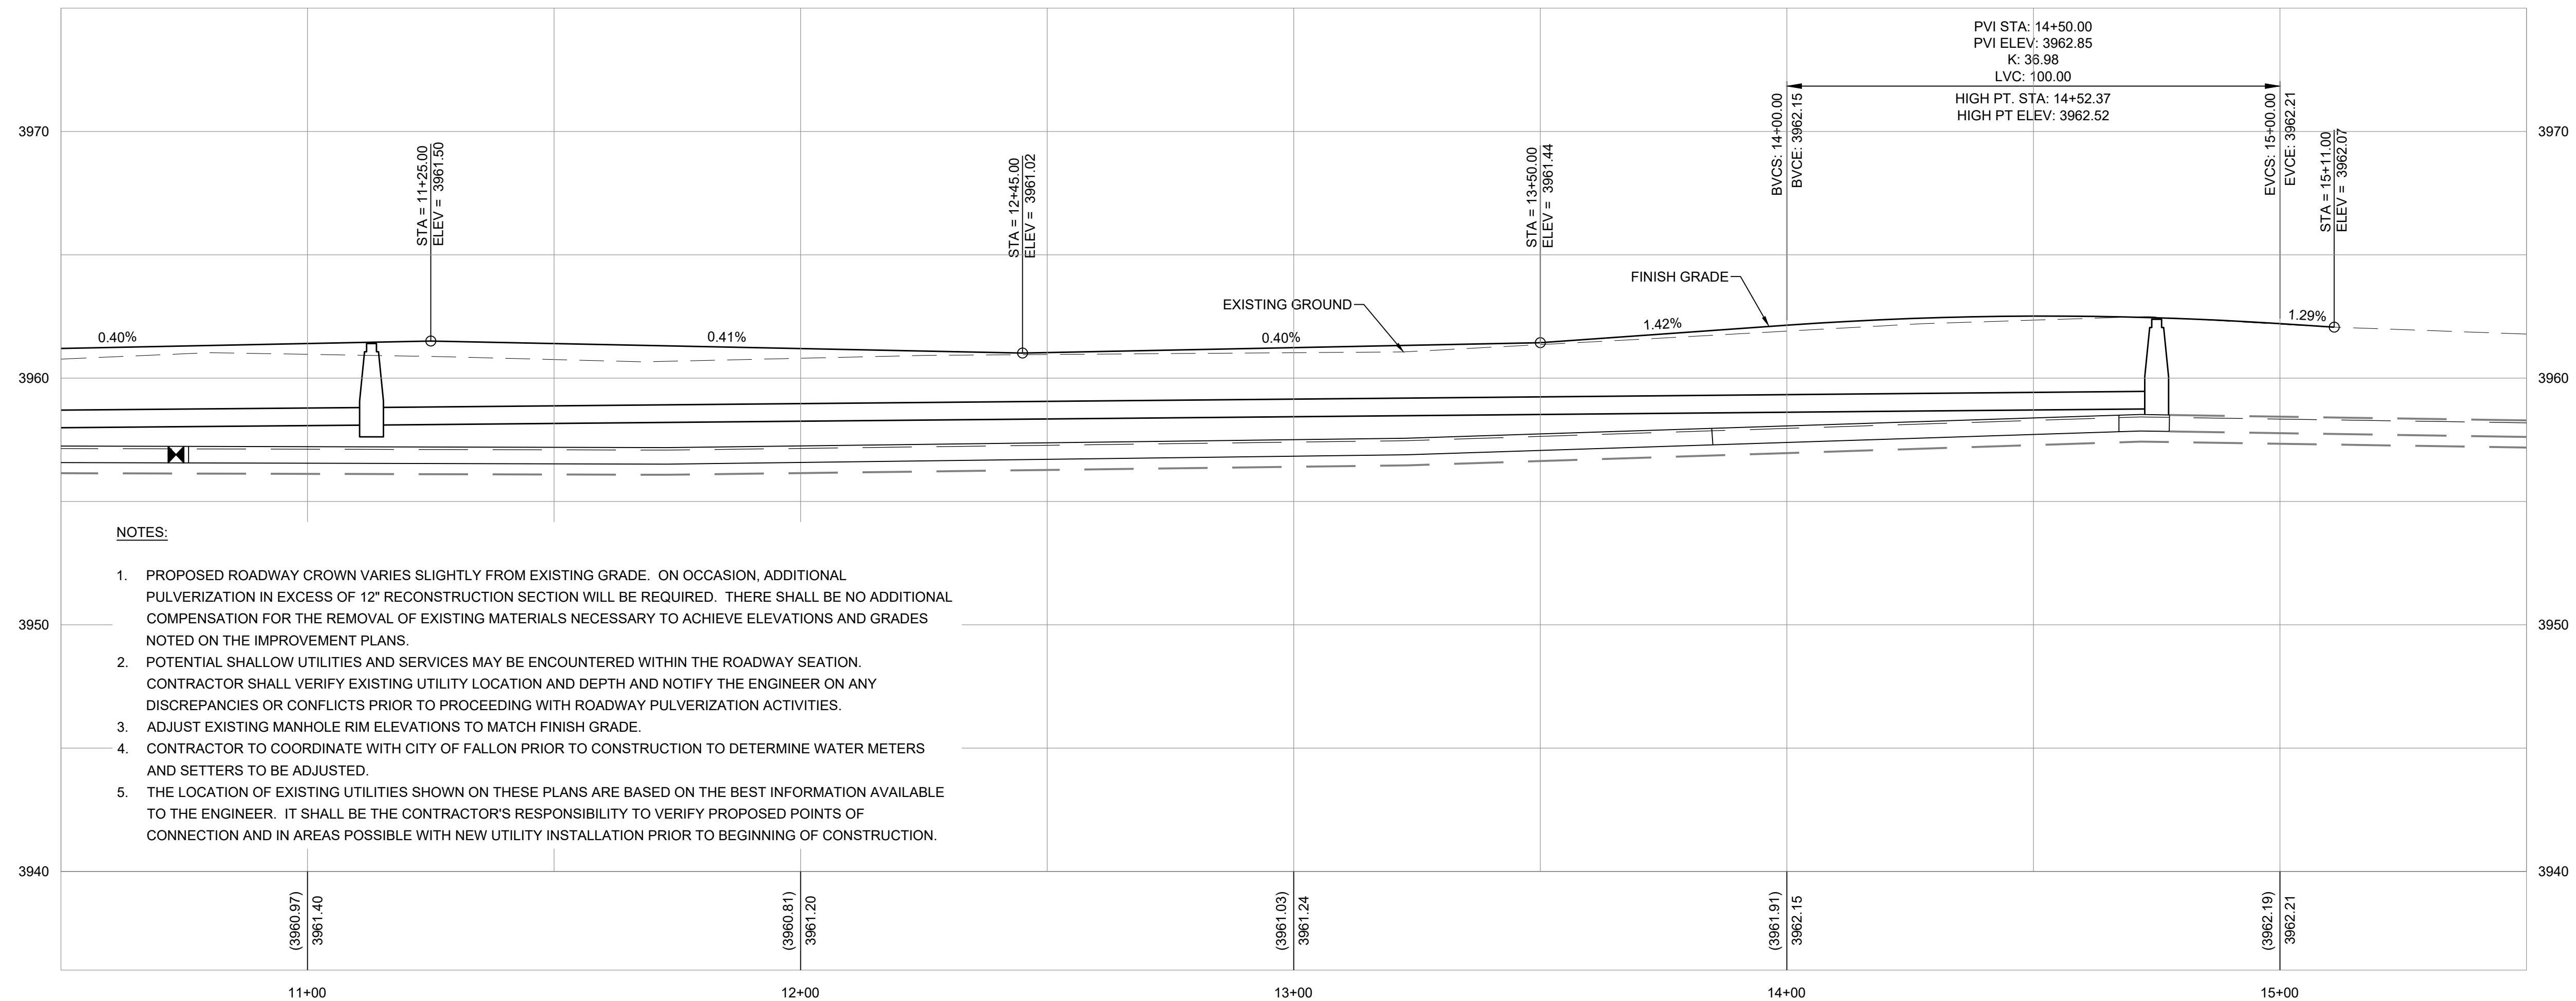 PVI STA: 14+50.00
PVI ELEV: 3962.85
K: 36.98
LVC: 100.00
HIGH PT. STA: 14+52.37
HIGH PT ELEV: 3962.52
BVCS: 14+00.00
BVCE: 3962.15
EVCS: 15+00.00
EVCE: 3962.21
3970
3970
STA = 11+25.00
ELEV = 3961.50
STA = 12+45.00
ELEV = 3961.02
STA = 13+50.00
ELEV = 3961.44
STA = 15+11.00
ELEV = 3962.07
FINISH GRADE
EXISTING GROUND
0.40%
0.41%
0.40%
1.42%
1.29%
3960
3960
NOTES:
1. PROPOSED ROADWAY CROWN VARIES SLIGHTLY FROM EXISTING GRADE. ON OCCASION, ADDITIONAL
PULVERIZATION IN EXCESS OF 12" RECONSTRUCTION SECTION WILL BE REQUIRED. THERE SHALL BE NO ADDITIONAL
COMPENSATION FOR THE REMOVAL OF EXISTING MATERIALS NECESSARY TO ACHIEVE ELEVATIONS AND GRADES
NOTED ON THE IMPROVEMENT PLANS.
2. POTENTIAL SHALLOW UTILITIES AND SERVICES MAY BE ENCOUNTERED WITHIN THE ROADWAY SEATION.
CONTRACTOR SHALL VERIFY EXISTING UTILITY LOCATION AND DEPTH AND NOTIFY THE ENGINEER ON ANY
DISCREPANCIES OR CONFLICTS PRIOR TO PROCEEDING WITH ROADWAY PULVERIZATION ACTIVITIES.
3. ADJUST EXISTING MANHOLE RIM ELEVATIONS TO MATCH FINISH GRADE.
4. CONTRACTOR TO COORDINATE WITH CITY OF FALLON PRIOR TO CONSTRUCTION TO DETERMINE WATER METERS
AND SETTERS TO BE ADJUSTED.
5. THE LOCATION OF EXISTING UTILITIES SHOWN ON THESE PLANS ARE BASED ON THE BEST INFORMATION AVAILABLE
TO THE ENGINEER. IT SHALL BE THE CONTRACTOR'S RESPONSIBILITY TO VERIFY PROPOSED POINTS OF
CONNECTION AND IN AREAS POSSIBLE WITH NEW UTILITY INSTALLATION PRIOR TO BEGINNING OF CONSTRUCTION.
3950
3950
3940
3940
(3960.97)
3961.40
(3960.81)
3961.20
(3961.03)
3961.24
(3961.91)
3962.15
(3962.19)
3962.21
11+00
12+00
13+00
14+00
15+00